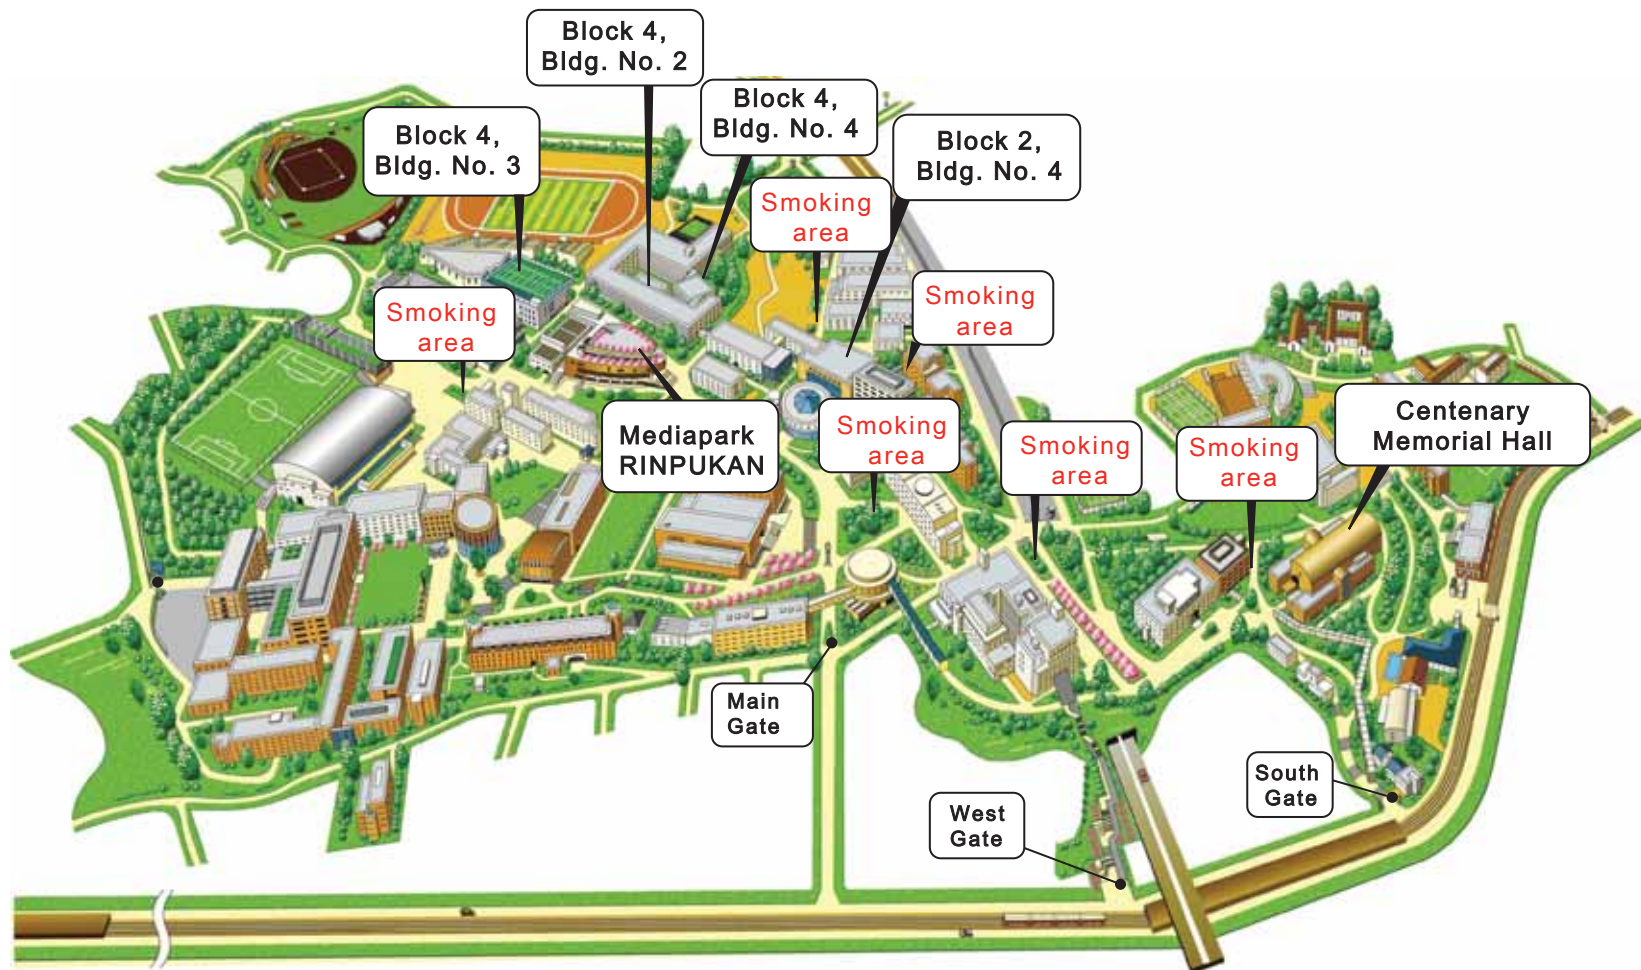 Block 4,
Bldg. No. 2
Block 4,
Bldg. No. 4
Block 4,
Bldg. No. 3
Block 2,
Bldg. No. 4
Smoking
area
Smoking
area
Smoking
area
Mediapark
RINPUKAN
Smoking
area
Smoking
area
Smoking
area
Centenary
Memorial Hall
Main
Gate
West
Gate
South
Gate